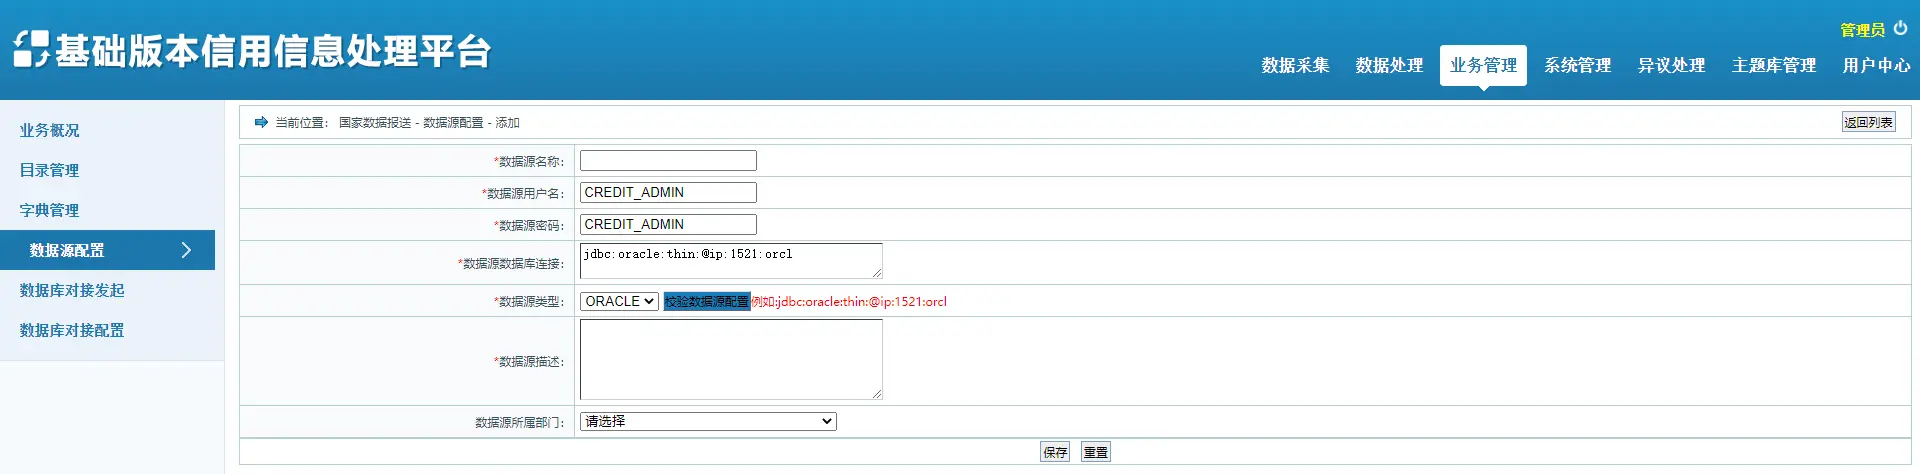 基础版本信用信息处理平台
管理员
数据采集 数据处理 业务管理 系统管理 异议处理 主题库管理 用户中心
业务概况
目录管理
字典管理
数据源配置
数据库对接发起
数据库对接配置
当前位置： 国家数据报送 - 数据源配置 - 添加
返回列表
*数据源名称：
*数据源用户名： CREDIT_ADMIN
*数据源密码： CREDIT_ADMIN
*数据源数据库连接： jdbc:oracle:thin:@ip:1521:orcl
*数据源类型： ORACLE 校验数据源配置 例如:jdbc:oracle:thin:@ip:1521:orcl
*数据源描述：
数据源所属部门： 请选择
保存 重置